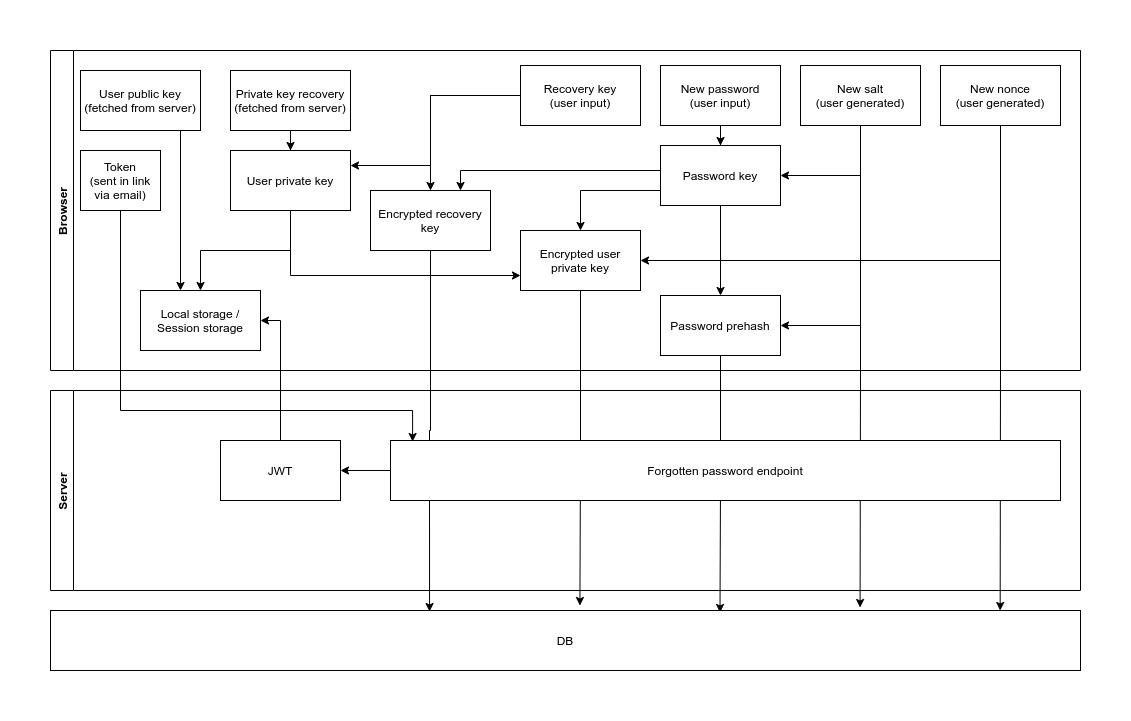 Browser
User public key
(fetched from server)
Private key recovery
(fetched from server)
Recovery key
(user input)
New password
(user input)
New salt
(user generated)
New nonce
(user generated)
Token
(sent in link
via email)
User private key
Password key
Encrypted recovery
key
Encrypted user
private key
Local storage /
Session storage
Password prehash
Server
JWT
Forgotten password endpoint
DB